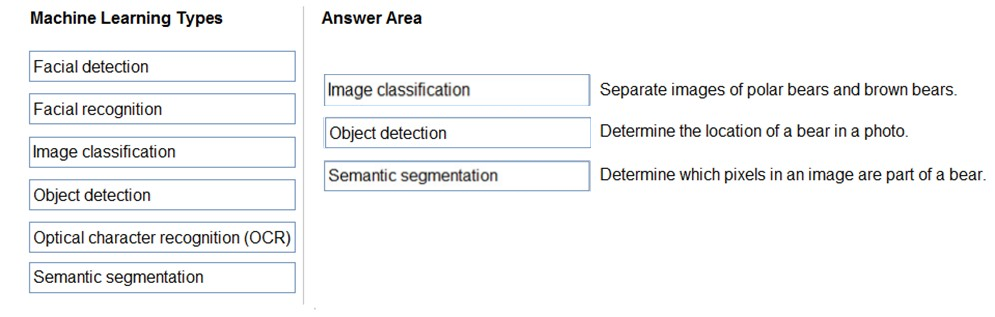 Machine Learning Types
Facial detection
Facial recognition
Image classification
Object detection
Optical character recognition (OCR)
Semantic segmentation
Answer Area
Image classification Separate images of polar bears and brown bears.
Object detection Determine the location of a bear in a photo.
Semantic segmentation Determine which pixels in an image are part of a bear.